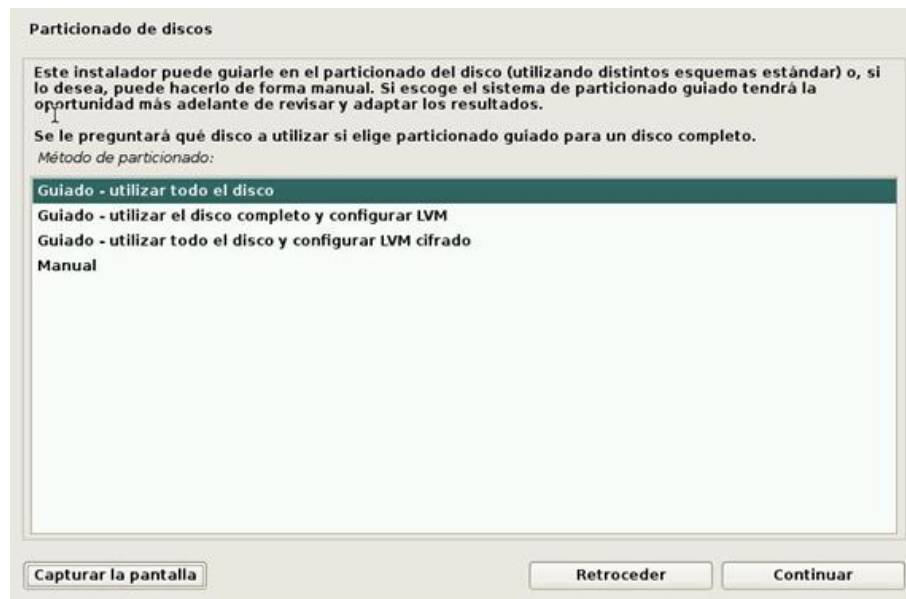 Particionado de discos
Este instalador puede guiarle en el particionado del disco (utilizando distintos esquemas estándar) o, si
lo desea, puede hacerlo de forma manual. Si escoge el sistema de particionado guiado tendrá la
oportunidad más adelante de revisar y adaptar los resultados.
Se le preguntará qué disco a utilizar si elige particionado guiado para un disco completo.
Método de particionado:
Guiado - utilizar todo el disco
Guiado - utilizar el disco completo y configurar LVM
Guiado - utilizar todo el disco y configurar LVM cifrado
Manual
Capturar la pantalla
Retroceder
Continuar